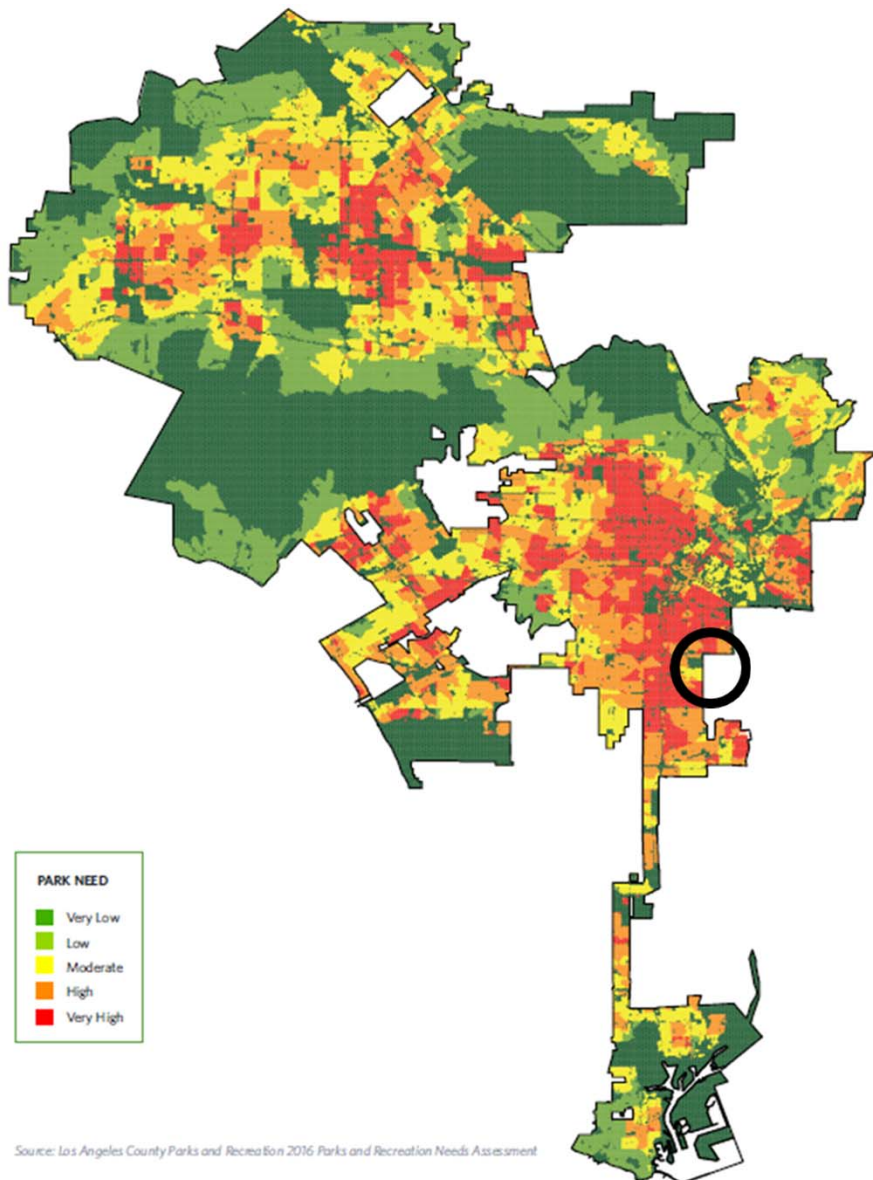 PARK NEED
Very Low
Low
Moderate
High
Very High
Source: Los Angeles County Parks and Recreation 2016 Parks and Recreation Needs Assessment